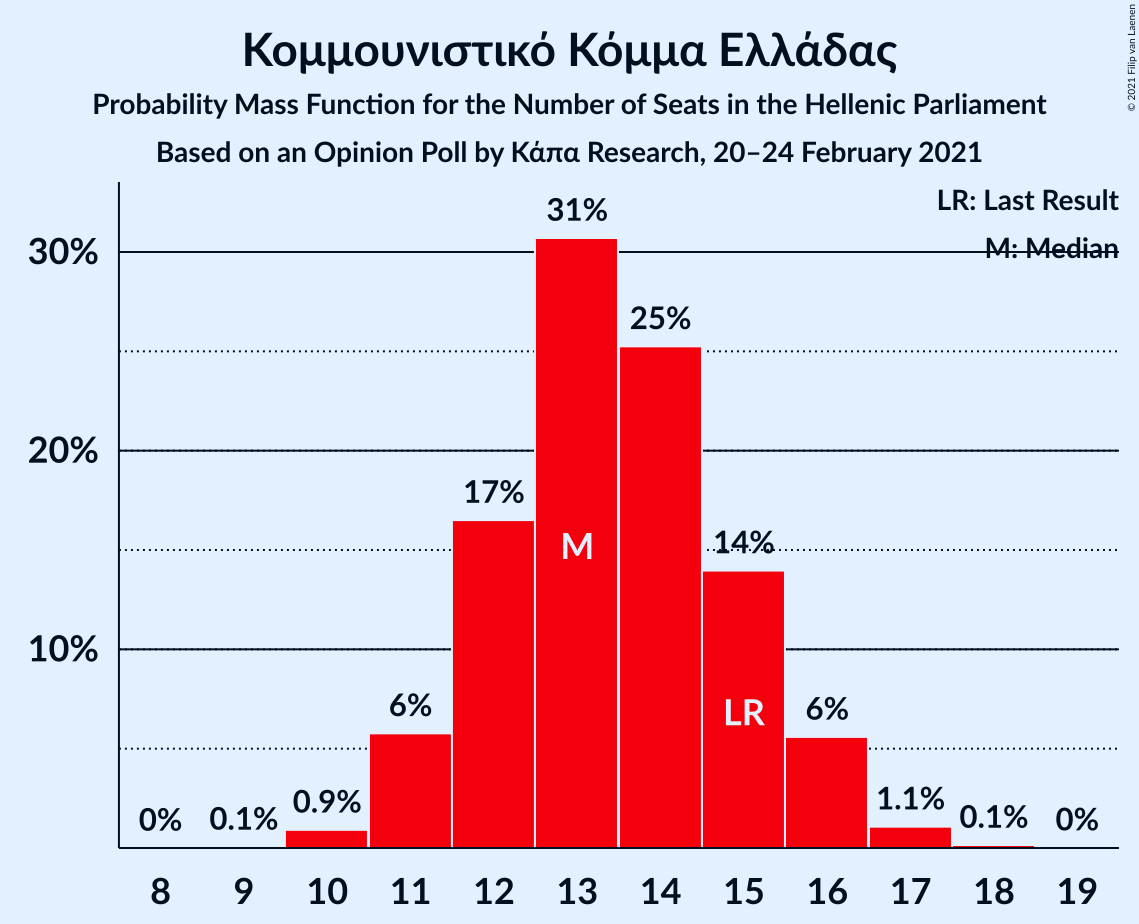 Κομμουνιστικό Κόμμα Ελλάδας
Probability Mass Function for the Number of Seats in the Hellenic Parliament
Based on an Opinion Poll by Κάπα Research, 20–24 February 2021
© 2021 Filip van Laenen
LR: Last Result
M: Median
30%
20%
10%
0%
0.1%
0.9%
6%
17%
31%
25%
14%
6%
1.1%
0.1%
0%
M
LR
8 9 10 11 12 13 14 15 16 17 18 19